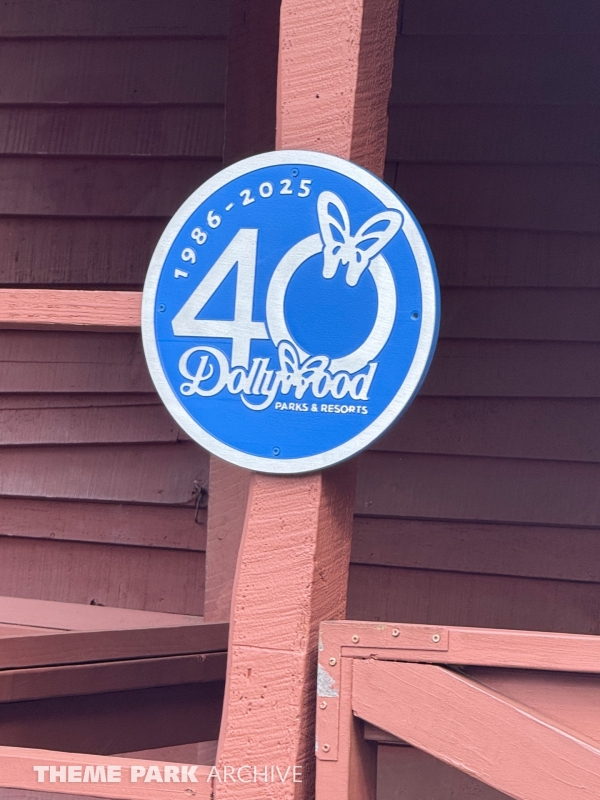 1986-2025
40
Dollywood
PARKS & RESORTS
THEME PARK ARCHIVE